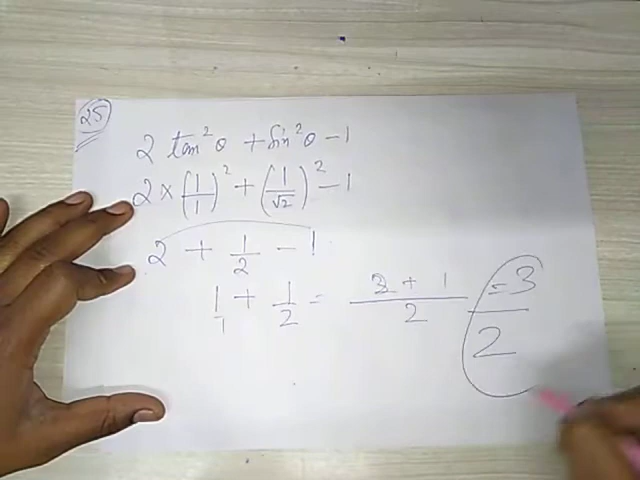 25
2 tan²θ + Sin²θ - 1
2 × (1/1)² + (1/√2)² - 1
2 + 1/2 - 1
1/1 + 1/2 = 2 + 1/2 = 3/2